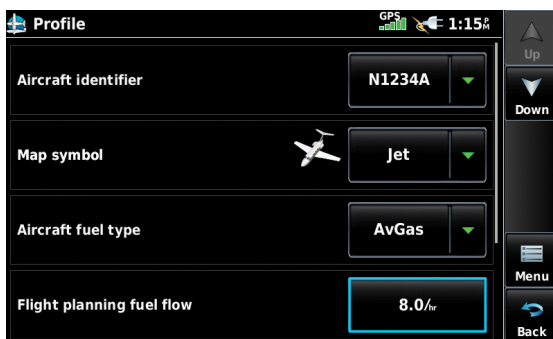 Profile
GPS
1:15PM
Up
Aircraft identifier
N1234A
Down
Map symbol
Jet
Aircraft fuel type
AvGas
Menu
Flight planning fuel flow
8.0/hr
Back